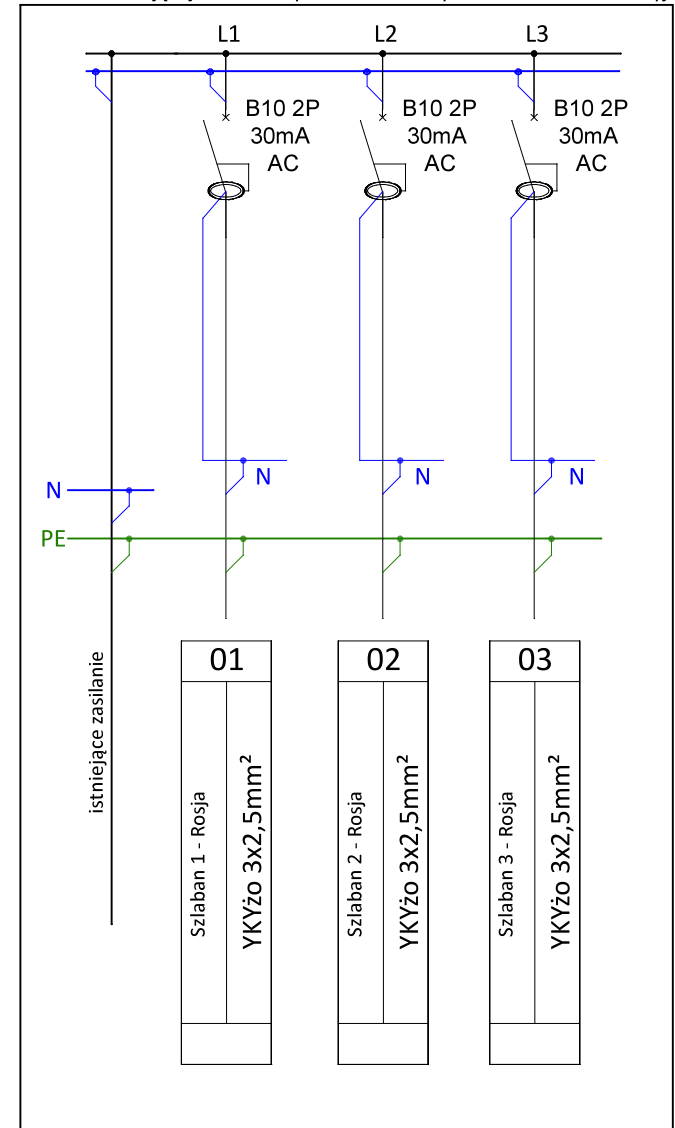 L1
L2
L3
B10 2P
30mA
AC
B10 2P
30mA
AC
B10 2P
30mA
AC
N
N
N
N
PE
istniejące zasilanie
01
02
03
Szlaban 1 - Rosja
YKYżo 3x2,5mm²
Szlaban 2 - Rosja
YKYżo 3x2,5mm²
Szlaban 3 - Rosja
YKYżo 3x2,5mm²